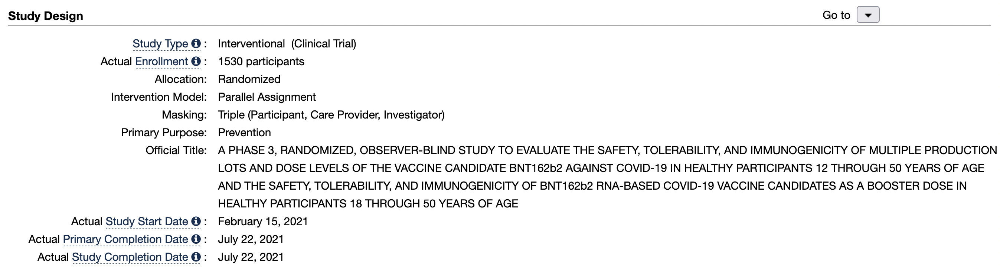 Study Design
Go to
Study Type : Interventional (Clinical Trial)
Actual Enrollment : 1530 participants
Allocation: Randomized
Intervention Model: Parallel Assignment
Masking: Triple (Participant, Care Provider, Investigator)
Primary Purpose: Prevention
Official Title: A PHASE 3, RANDOMIZED, OBSERVER-BLIND STUDY TO EVALUATE THE SAFETY, TOLERABILITY, AND IMMUNOGENICITY OF MULTIPLE PRODUCTION
LOTS AND DOSE LEVELS OF THE VACCINE CANDIDATE BNT162b2 AGAINST COVID-19 IN HEALTHY PARTICIPANTS 12 THROUGH 50 YEARS OF AGE
AND THE SAFETY, TOLERABILITY, AND IMMUNOGENICITY OF BNT162b2 RNA-BASED COVID-19 VACCINE CANDIDATES AS A BOOSTER DOSE IN
HEALTHY PARTICIPANTS 18 THROUGH 50 YEARS OF AGE
Actual Study Start Date : February 15, 2021
Actual Primary Completion Date : July 22, 2021
Actual Study Completion Date : July 22, 2021